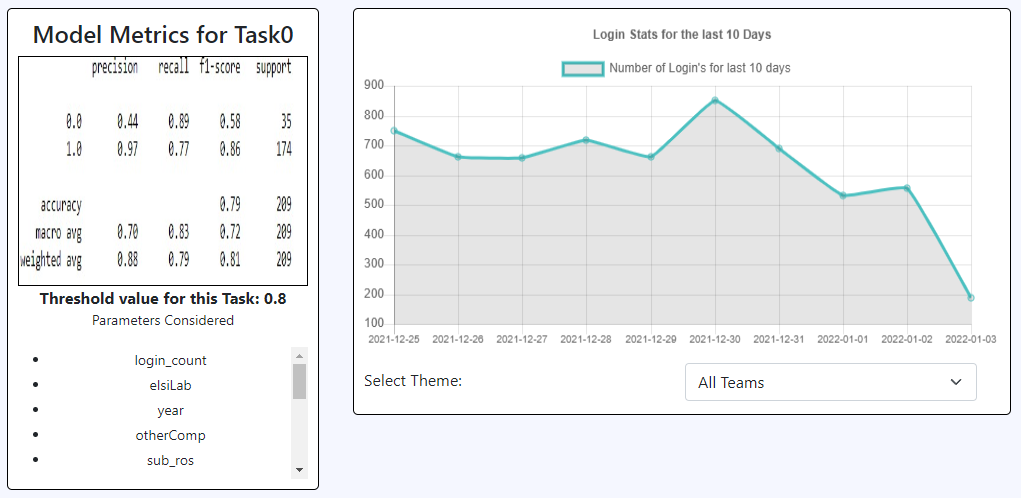 Model Metrics for Task0
precision recall f1-score support
0.0 0.44 0.89 0.58 35
1.0 0.97 0.77 0.86 174
accuracy 0.79 209
macro avg 0.70 0.83 0.72 209
weighted avg 0.88 0.79 0.81 209
Threshold value for this Task: 0.8
Parameters Considered
login_count
elsiLab
year
otherComp
sub_ros
Login Stats for the last 10 Days
Number of Login's for last 10 days
900
800
700
600
500
400
300
200
100
2021-12-25 2021-12-26 2021-12-27 2021-12-28 2021-12-29 2021-12-30 2021-12-31 2022-01-01 2022-01-02 2022-01-03
Select Theme: All Teams